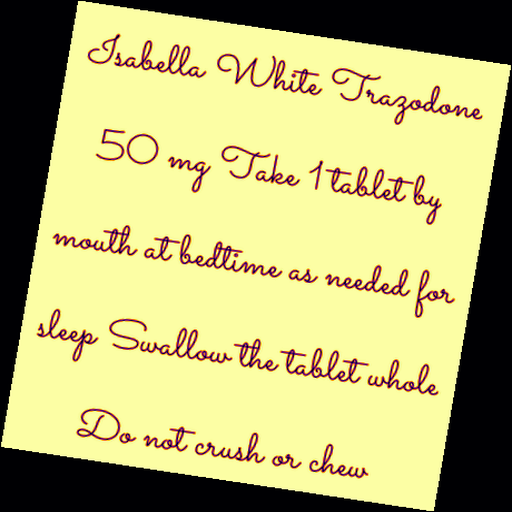 Isabella White Trazodone
50 mg Take 1 tablet by
mouth at bedtime as needed for
sleep Swallow the tablet whole
Do not crush or chew